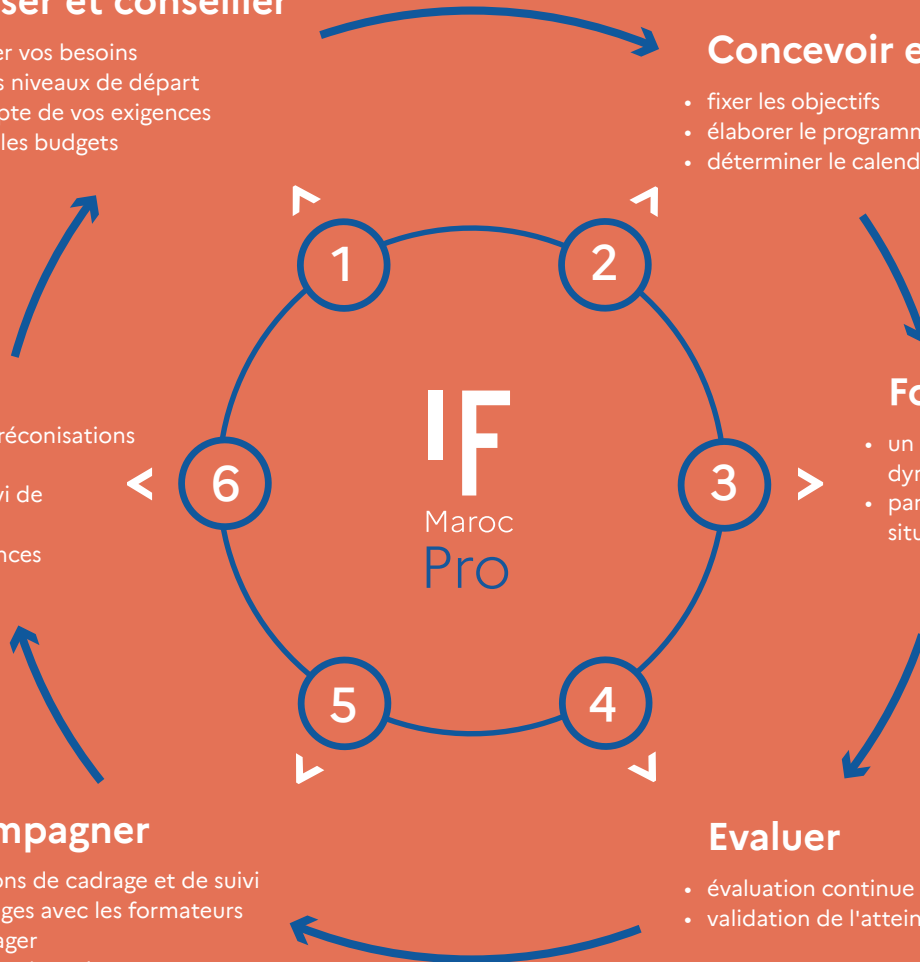 ser et conseiller
er vos besoins
s niveaux de départ
pte de vos exigences
les budgets
Concevoir e
• fixer les objectifs
• élaborer le programm
• déterminer le calend
1
2
Fo
• un
dyn
• par
situ
3
4
Evaluer
• évaluation continue
• validation de l'attein
5
mpagner
ons de cadrage et de suivi
ges avec les formateurs
ager
6
réconisations
vi de
nces
IF
Maroc
Pro